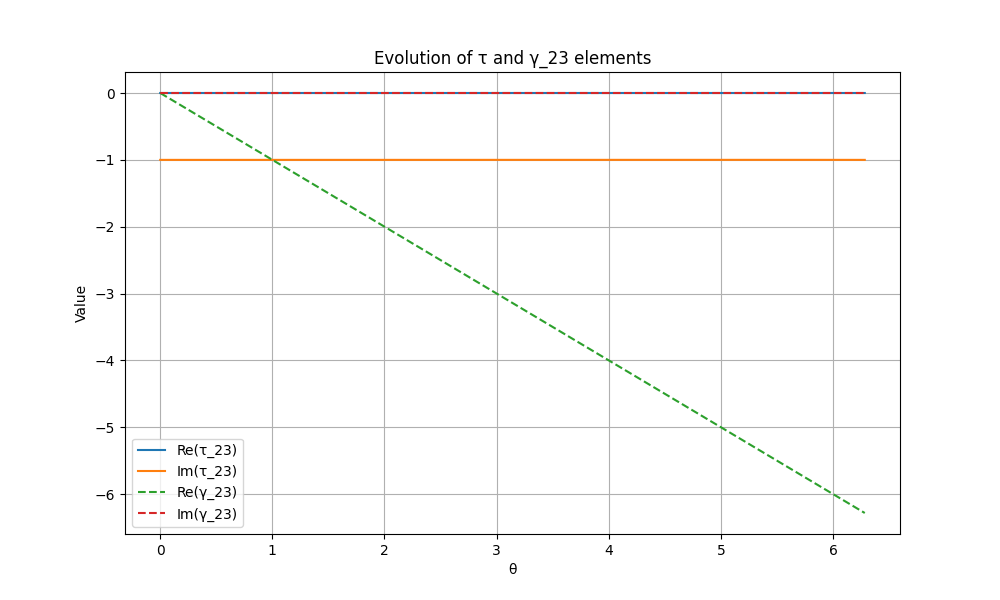 Evolution of τ and γ_23 elements
0
−1
−2
−3
−4
−5
−6
Value
Re(τ_23)
Im(τ_23)
Re(γ_23)
Im(γ_23)
0 1 2 3 4 5 6
θ